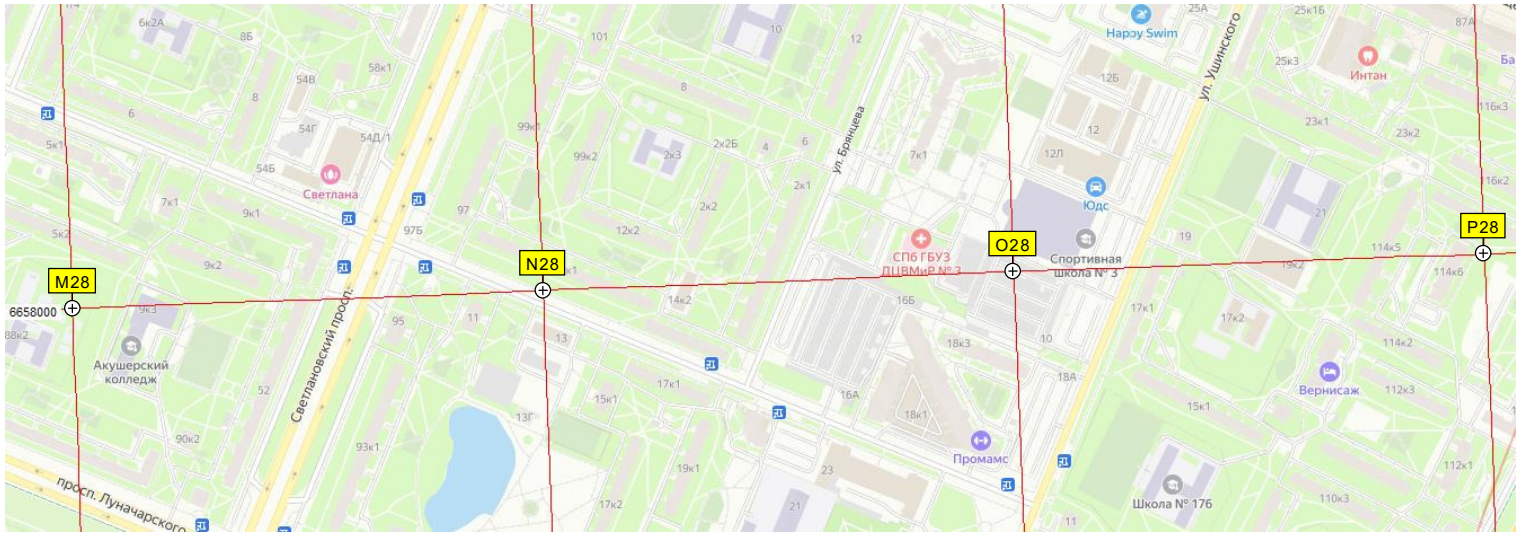 6к2А
8Б
58к1
101
10
12
Happy Swim
25А
ул. Ушинского
25к1Б
87А
25к3
Интан
Ба
54В
8
8
12Б
116к3
6
99к1
23к1
23к2
5к1
54Г
54Д/1
99к2
2к3
2к2Б
4
6
ул. Брянцева
7к1
12
12Л
54Б
Светлана
2к1
Юдс
116к2
7к1
9к1
97
2к2
21
5к2
97Б
12к2
СПб ГБУЗ
ДЦВМиР № 3
O28
Спортивная
школа № 3
19
114к5
P28
M28
9к2
N28
к1
19к2
114к6
6658000
9к3
14к2
16Б
88к2
Акушерский
колледж
95
11
13
18к3
10
17к1
17к2
114к2
Светлановский просп.
52
17к1
15к1
16А
18А
Вернисаж
112к3
13Г
18к1
15к1
90к2
93к1
Промамс
просп. Луначарского
19к1
23
112к1
17к2
21
Школа № 176
110к3
11